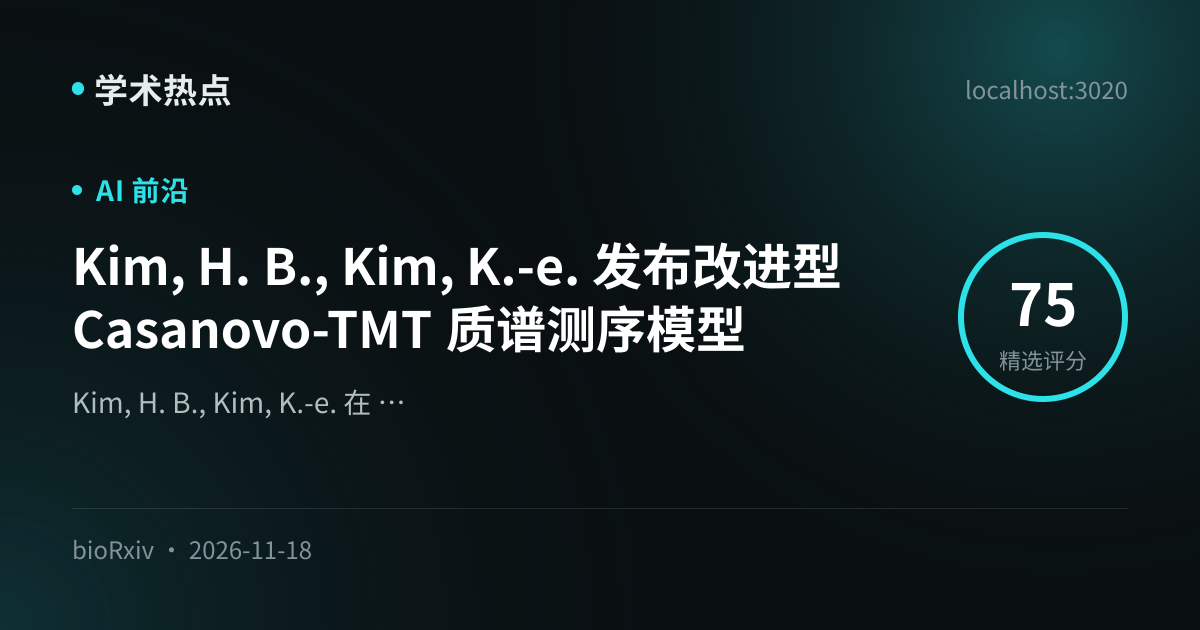 学术热点
localhost:3020
AI 前沿
Kim, H. B., Kim, K.-e. 发布改进型
Casanovo-TMT 质谱测序模型
75
精选评分
Kim, H. B., Kim, K.-e. 在 …
bioRxiv · 2026-11-18